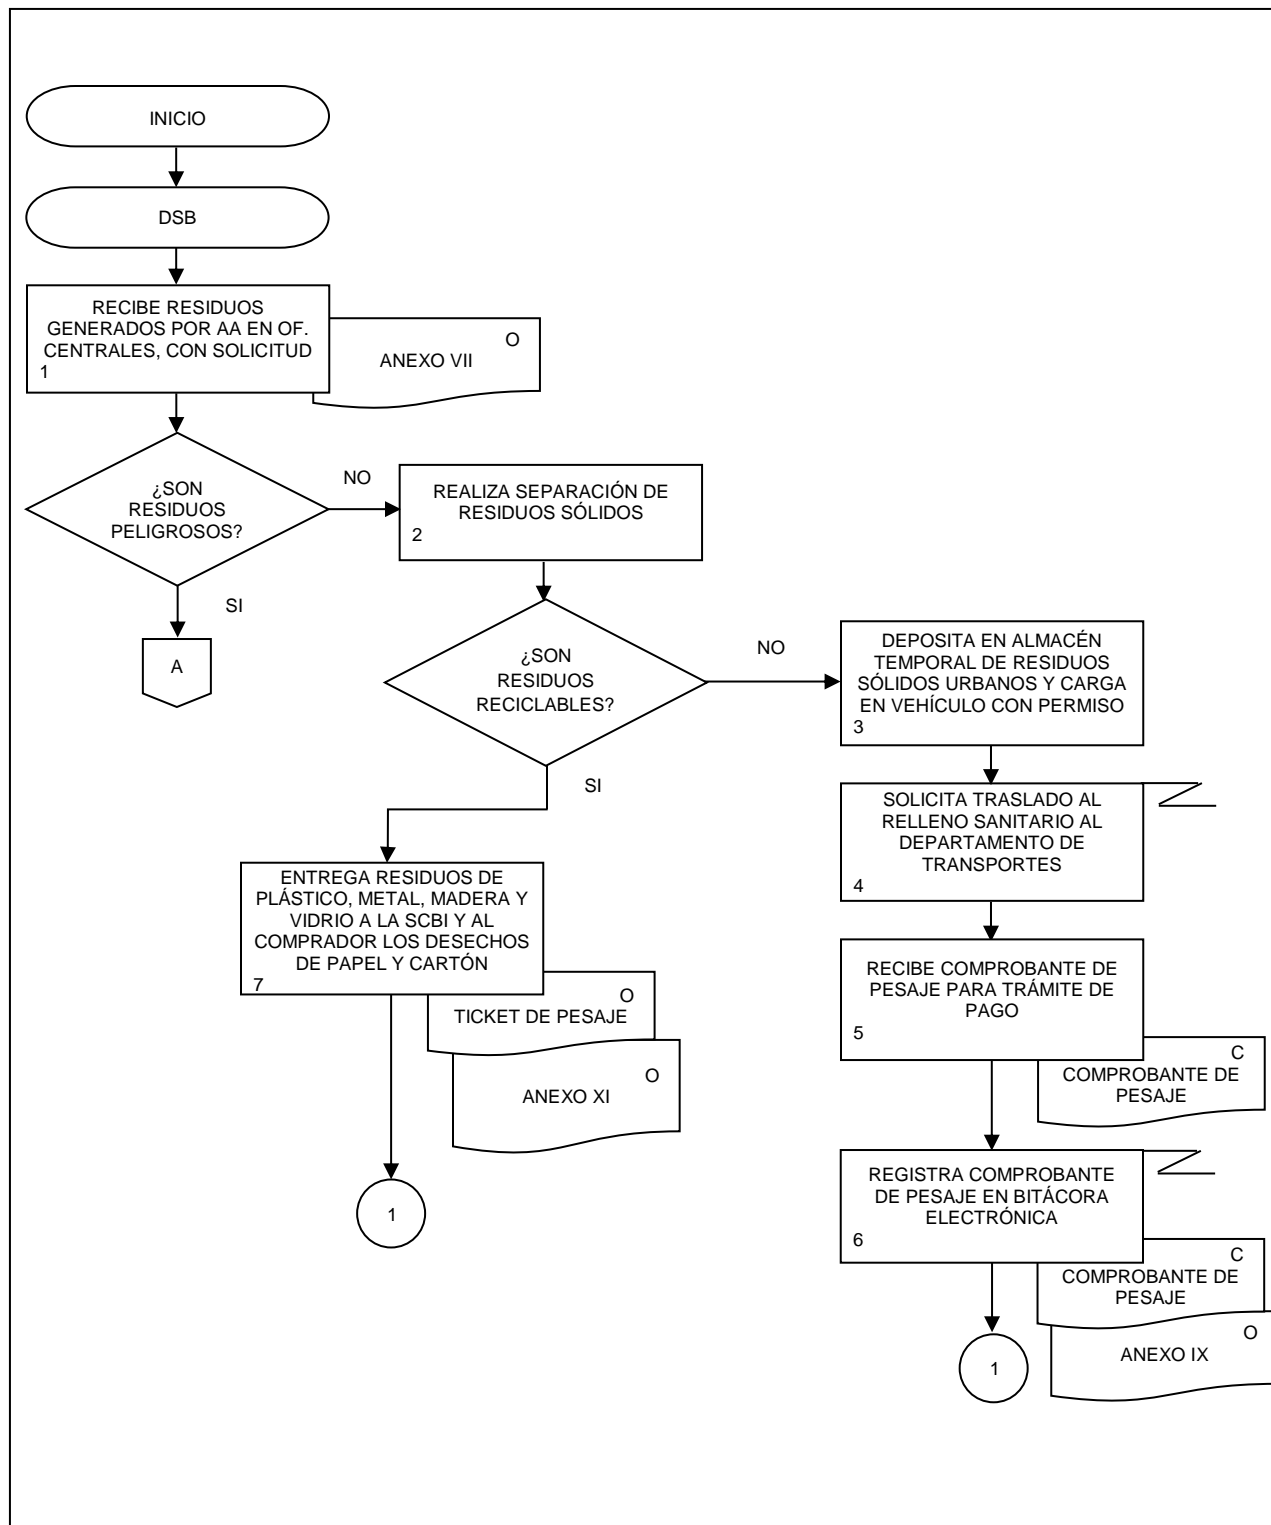 INICIO
DSB
RECIBE RESIDUOS
GENERADOS POR AA EN OF.
CENTRALES, CON SOLICITUD
1
O
ANEXO VII
¿SON
RESIDUOS
PELIGROSOS?
NO
SI
A
REALIZA SEPARACIÓN DE
RESIDUOS SÓLIDOS
2
¿SON
RESIDUOS
RECICLABLES?
NO
SI
DEPOSITA EN ALMACÉN
TEMPORAL DE RESIDUOS
SÓLIDOS URBANOS Y CARGA
EN VEHÍCULO CON PERMISO
3
SOLICITA TRASLADO AL
RELLENO SANITARIO AL
DEPARTAMENTO DE
TRANSPORTES
4
RECIBE COMPROBANTE DE
PESAJE PARA TRÁMITE DE
PAGO
5
C
COMPROBANTE DE
PESAJE
REGISTRA COMPROBANTE
DE PESAJE EN BITÁCORA
ELECTRÓNICA
6
C
COMPROBANTE DE
PESAJE
O
ANEXO IX
1
ENTREGA RESIDUOS DE
PLÁSTICO, METAL, MADERA Y
VIDRIO A LA SCBI Y AL
COMPRADOR LOS DESECHOS
DE PAPEL Y CARTÓN
7
O
TICKET DE PESAJE
O
ANEXO XI
1